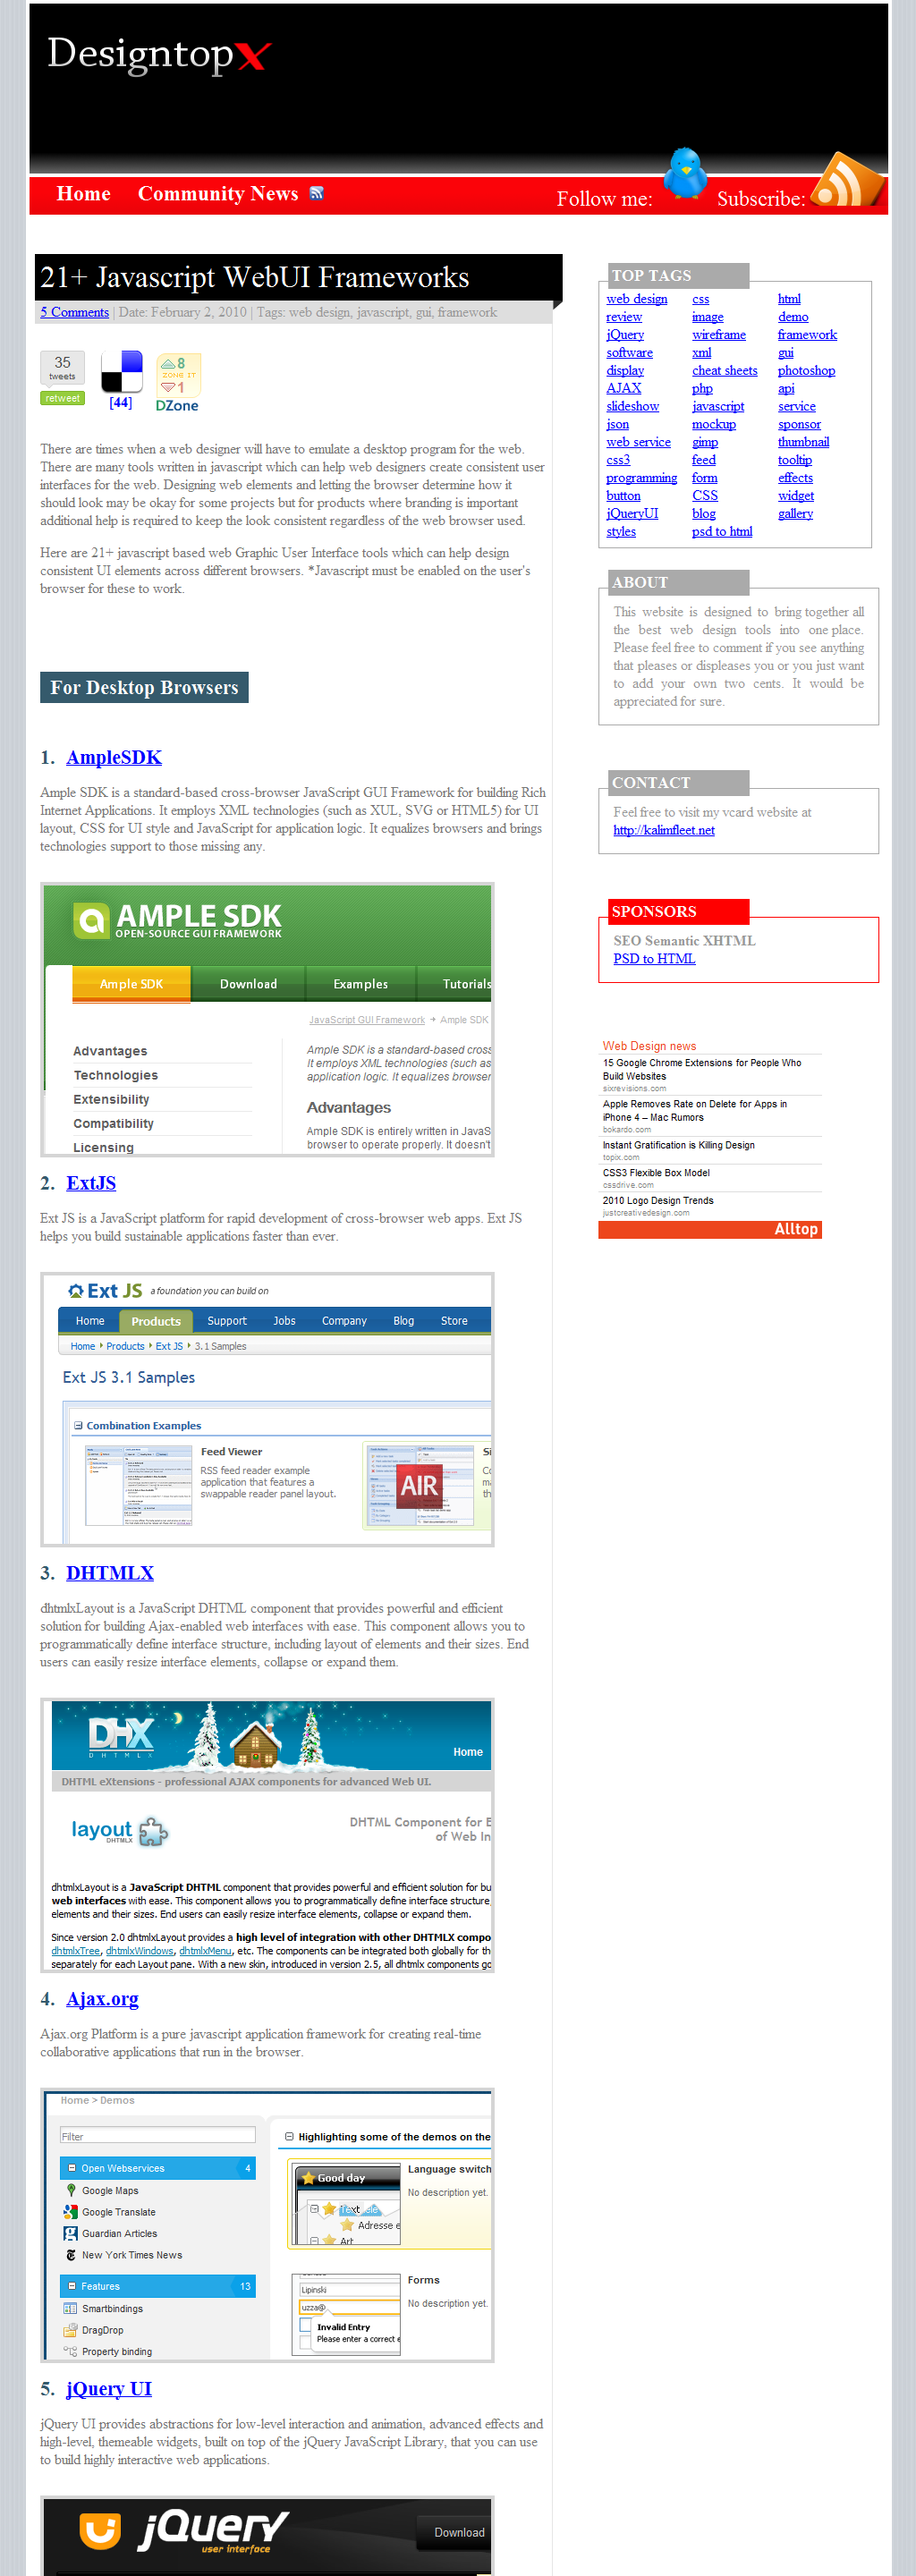 Designtopx
Home Community News
Follow me: Subscribe:
21+ Javascript WebUI Frameworks
5 Comments | Date: February 2, 2010 | Tags: web design, javascript, gui, framework
35
tweets
retweet
[44]
8
ZONE IT
1
DZone
There are times when a web designer will have to emulate a desktop program for the web.
There are many tools written in javascript which can help web designers create consistent user
interfaces for the web. Designing web elements and letting the browser determine how it
should look may be okay for some projects but for products where branding is important
additional help is required to keep the look consistent regardless of the web browser used.
Here are 21+ javascript based web Graphic User Interface tools which can help design
consistent UI elements across different browsers. *Javascript must be enabled on the user's
browser for these to work.
For Desktop Browsers
1. AmpleSDK
Ample SDK is a standard-based cross-browser JavaScript GUI Framework for building Rich
Internet Applications. It employs XML technologies (such as XUL, SVG or HTML5) for UI
layout, CSS for UI style and JavaScript for application logic. It equalizes browsers and brings
technologies support to those missing any.
AMPLE SDK
OPEN-SOURCE GUI FRAMEWORK
Ample SDK Download Examples Tutorials
JavaScript GUI Framework → Ample SDK
Advantages
Technologies
Extensibility
Compatibility
Licensing
Ample SDK is a standard-based cross
It employs XML technologies (such as
application logic. It equalizes browser
Advantages
Ample SDK is entirely written in JavaS
browser to operate properly. It doesn't
2. ExtJS
Ext JS is a JavaScript platform for rapid development of cross-browser web apps. Ext JS
helps you build sustainable applications faster than ever.
Ext JS a foundation you can build on
Home Products Support Jobs Company Blog Store
Home Products Ext JS 3.1 Samples
Ext JS 3.1 Samples
Combination Examples
Feed Viewer
RSS feed reader example
application that features a
swappable reader panel layout.
AIR
Si
Co
ma
th
3. DHTMLX
dhtmlxLayout is a JavaScript DHTML component that provides powerful and efficient
solution for building Ajax-enabled web interfaces with ease. This component allows you to
programmatically define interface structure, including layout of elements and their sizes. End
users can easily resize interface elements, collapse or expand them.
DHX
DHTMLX
Home
DHTML eXtensions - professional AJAX components for advanced Web UI.
layout
DHTMLX
DHTML Component for E
of Web In
dhtmlxLayout is a JavaScript DHTML component that provides powerful and efficient solution for bu
web interfaces with ease. This component allows you to programmatically define interface structure,
elements and their sizes. End users can easily resize interface elements, collapse or expand them.
Since version 2.0 dhtmlxLayout provides a high level of integration with other DHTMLX compo
dhtmlxTree, dhtmlxWindows, dhtmlxMenu, etc. The components can be integrated both globally for th
separately for each Layout pane. With a new skin, introduced in version 2.5, all dhtmlx components go
4. Ajax.org
Ajax.org Platform is a pure javascript application framework for creating real-time
collaborative applications that run in the browser.
Home > Demos
Filter
Open Webservices 4
Google Maps
Google Translate
Guardian Articles
New York Times News
Features 13
Smartbindings
DragDrop
Property binding
Highlighting some of the demos on the
Good day
Text
Adresse e
Art
Language switch
No description yet.
Lipinski
uzza@
Invalid Entry
Please enter a correct e
Forms
No description yet.
5. jQuery UI
jQuery UI provides abstractions for low-level interaction and animation, advanced effects and
high-level, themeable widgets, built on top of the jQuery JavaScript Library, that you can use
to build highly interactive web applications.
jQuery
user interface
Download
TOP TAGS
web design css html
review image demo
jQuery wireframe framework
software xml gui
display cheat sheets photoshop
AJAX php api
slideshow javascript service
json mockup sponsor
web service gimp thumbnail
css3 feed tooltip
programming form effects
button CSS widget
jQueryUI blog gallery
styles psd to html
ABOUT
This website is designed to bring together all
the best web design tools into one place.
Please feel free to comment if you see anything
that pleases or displeases you or you just want
to add your own two cents. It would be
appreciated for sure.
CONTACT
Feel free to visit my vcard website at
http://kalimfleet.net
SPONSORS
SEO Semantic XHTML
PSD to HTML
Web Design news
15 Google Chrome Extensions for People Who
Build Websites
sixrevisions.com
Apple Removes Rate on Delete for Apps in
iPhone 4 – Mac Rumors
bokardo.com
Instant Gratification is Killing Design
topix.com
CSS3 Flexible Box Model
cssdrive.com
2010 Logo Design Trends
justcreativedesign.com
Alltop